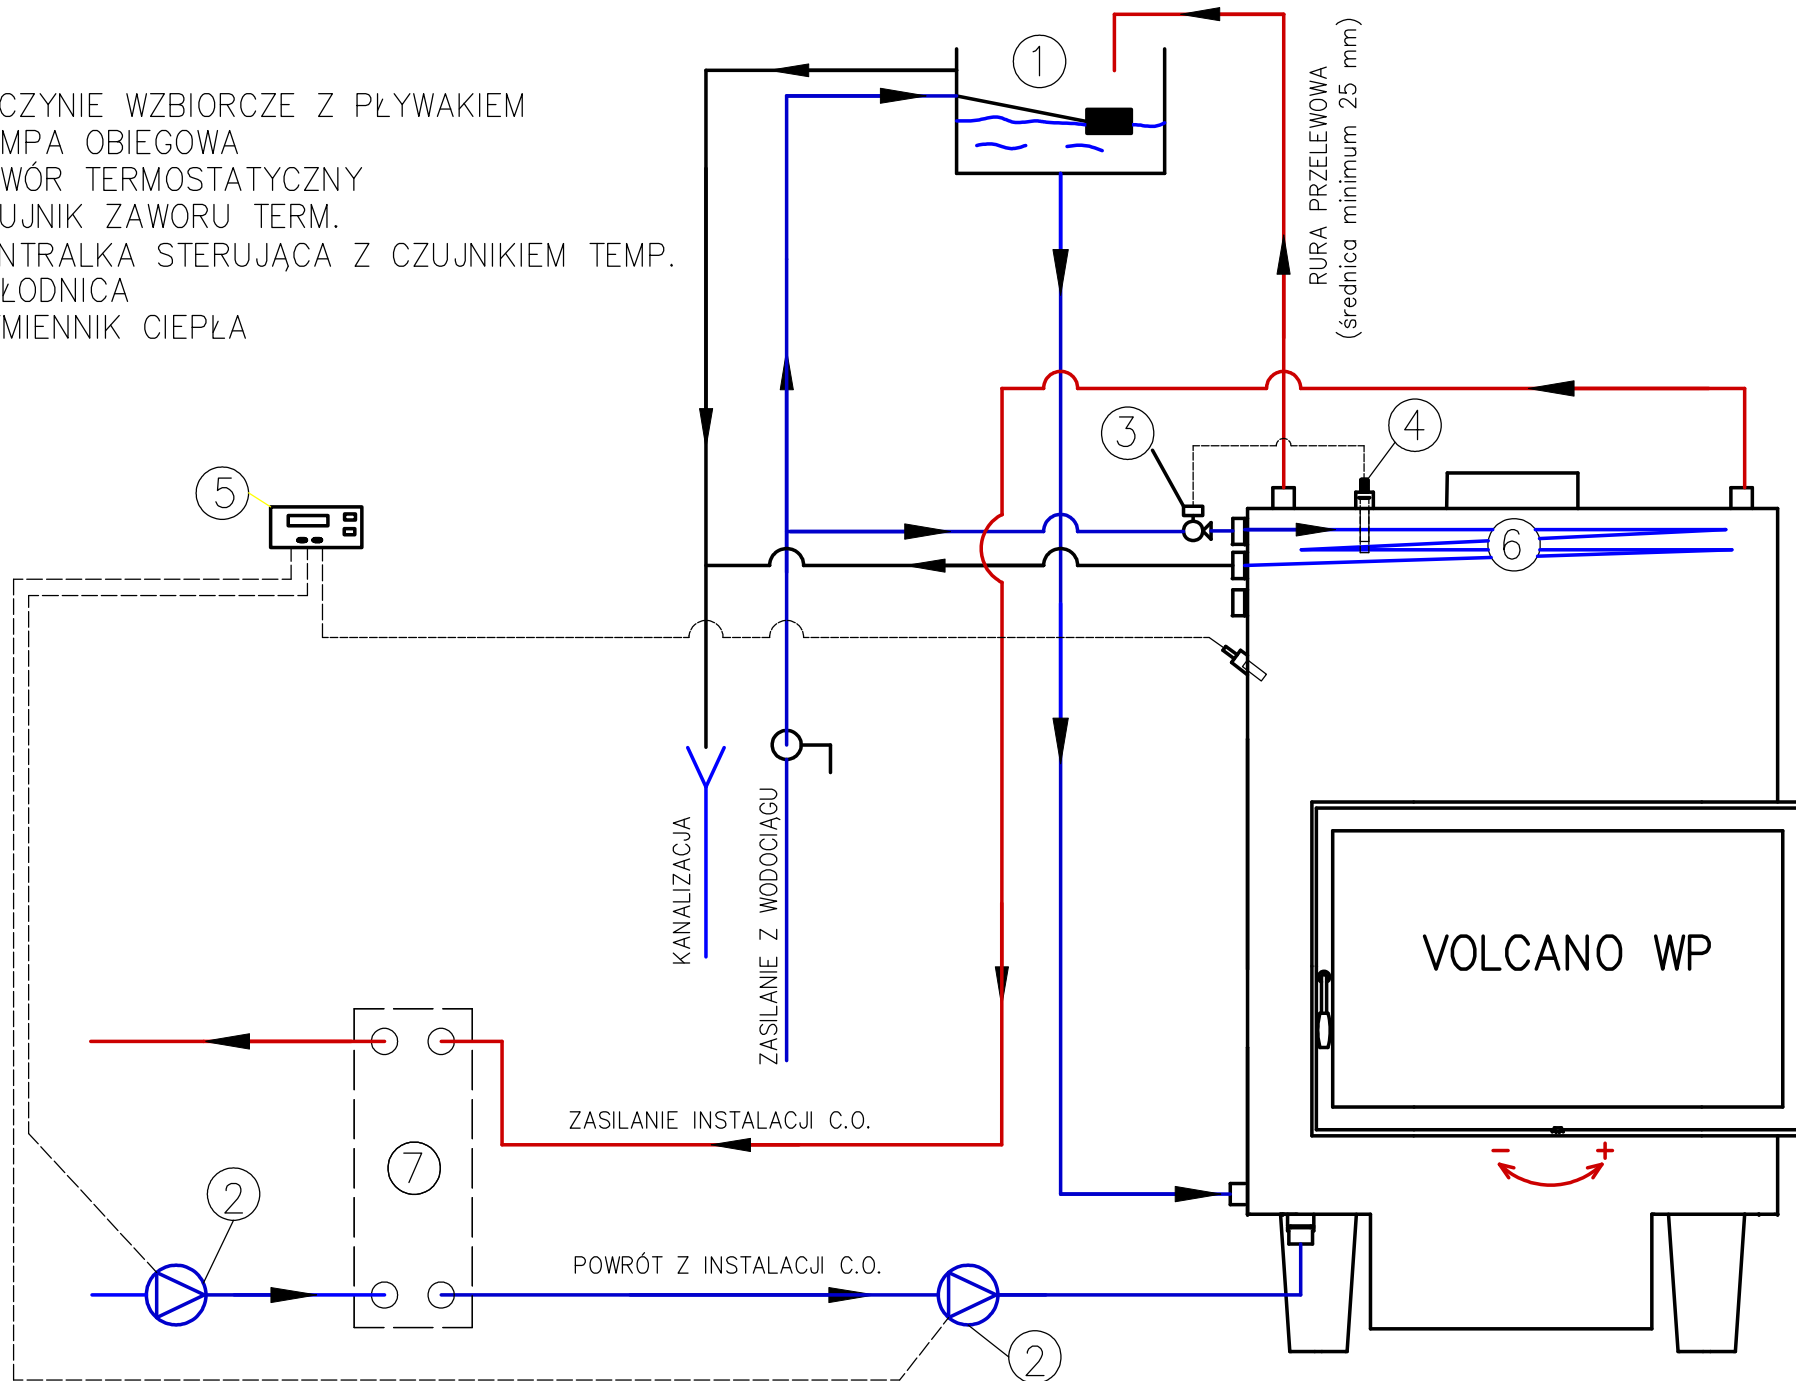 CZYNIE WZBIORCZE Z PŁYWAKIEM
MPA OBIEGOWA
WÓR TERMOSTATYCZNY
UJNIK ZAWORU TERM.
NTRALKA STERUJĄCA Z CZUJNIKIEM TEMP.
ŁODNICA
MIENNIK CIEPŁA
1
RURA PRZELEWOWA
(średnica minimum 25 mm)
3
4
5
6
KANALIZACJA
ZASILANIE Z WODOCIĄGU
VOLCANO WP
ZASILANIE INSTALACJI C.O.
- +
7
2
POWRÓT Z INSTALACJI C.O.
2